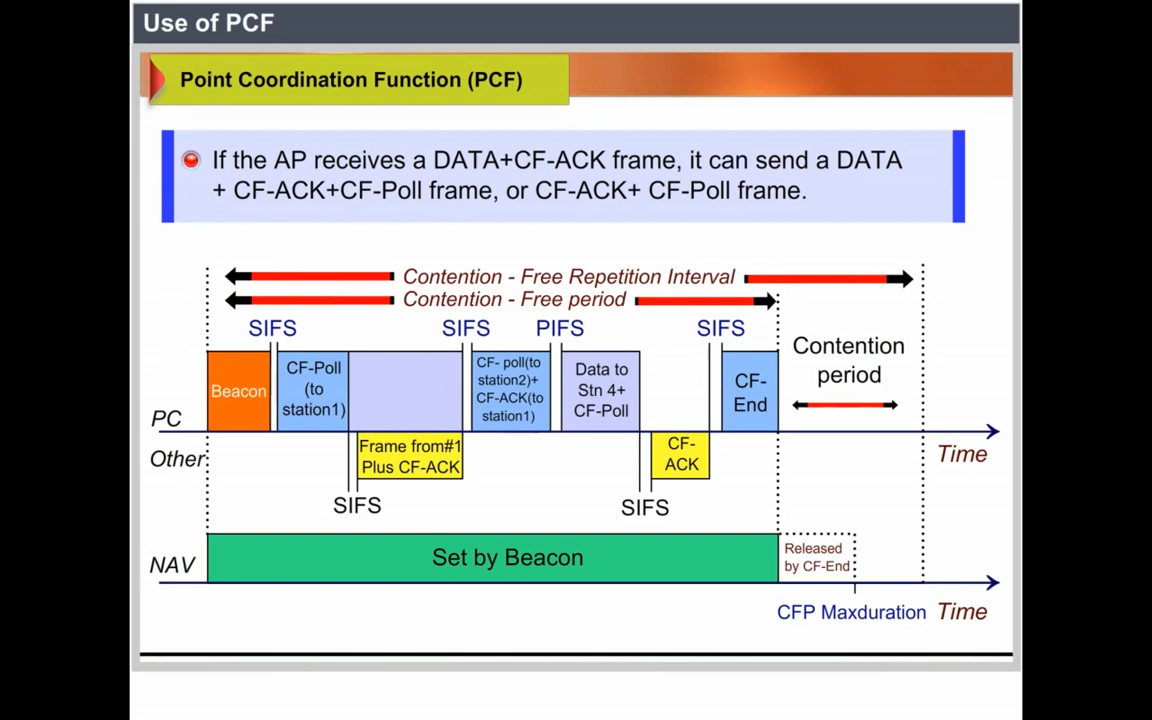 Use of PCF
Point Coordination Function (PCF)
If the AP receives a DATA+CF-ACK frame, it can send a DATA
+ CF-ACK+CF-Poll frame, or CF-ACK+ CF-Poll frame.
Contention - Free Repetition Interval
Contention - Free period
SIFS
SIFS
PIFS
SIFS
Contention
period
Beacon
CF-Poll
(to
station1)
CF- poll(to
station2)+
CF-ACK(to
station1)
Data to
Stn 4+
CF-Poll
CF-
End
PC
Other
Frame from#1
Plus CF-ACK
CF-
ACK
Time
SIFS
SIFS
NAV
Set by Beacon
Released
by CF-End
CFP Maxduration
Time